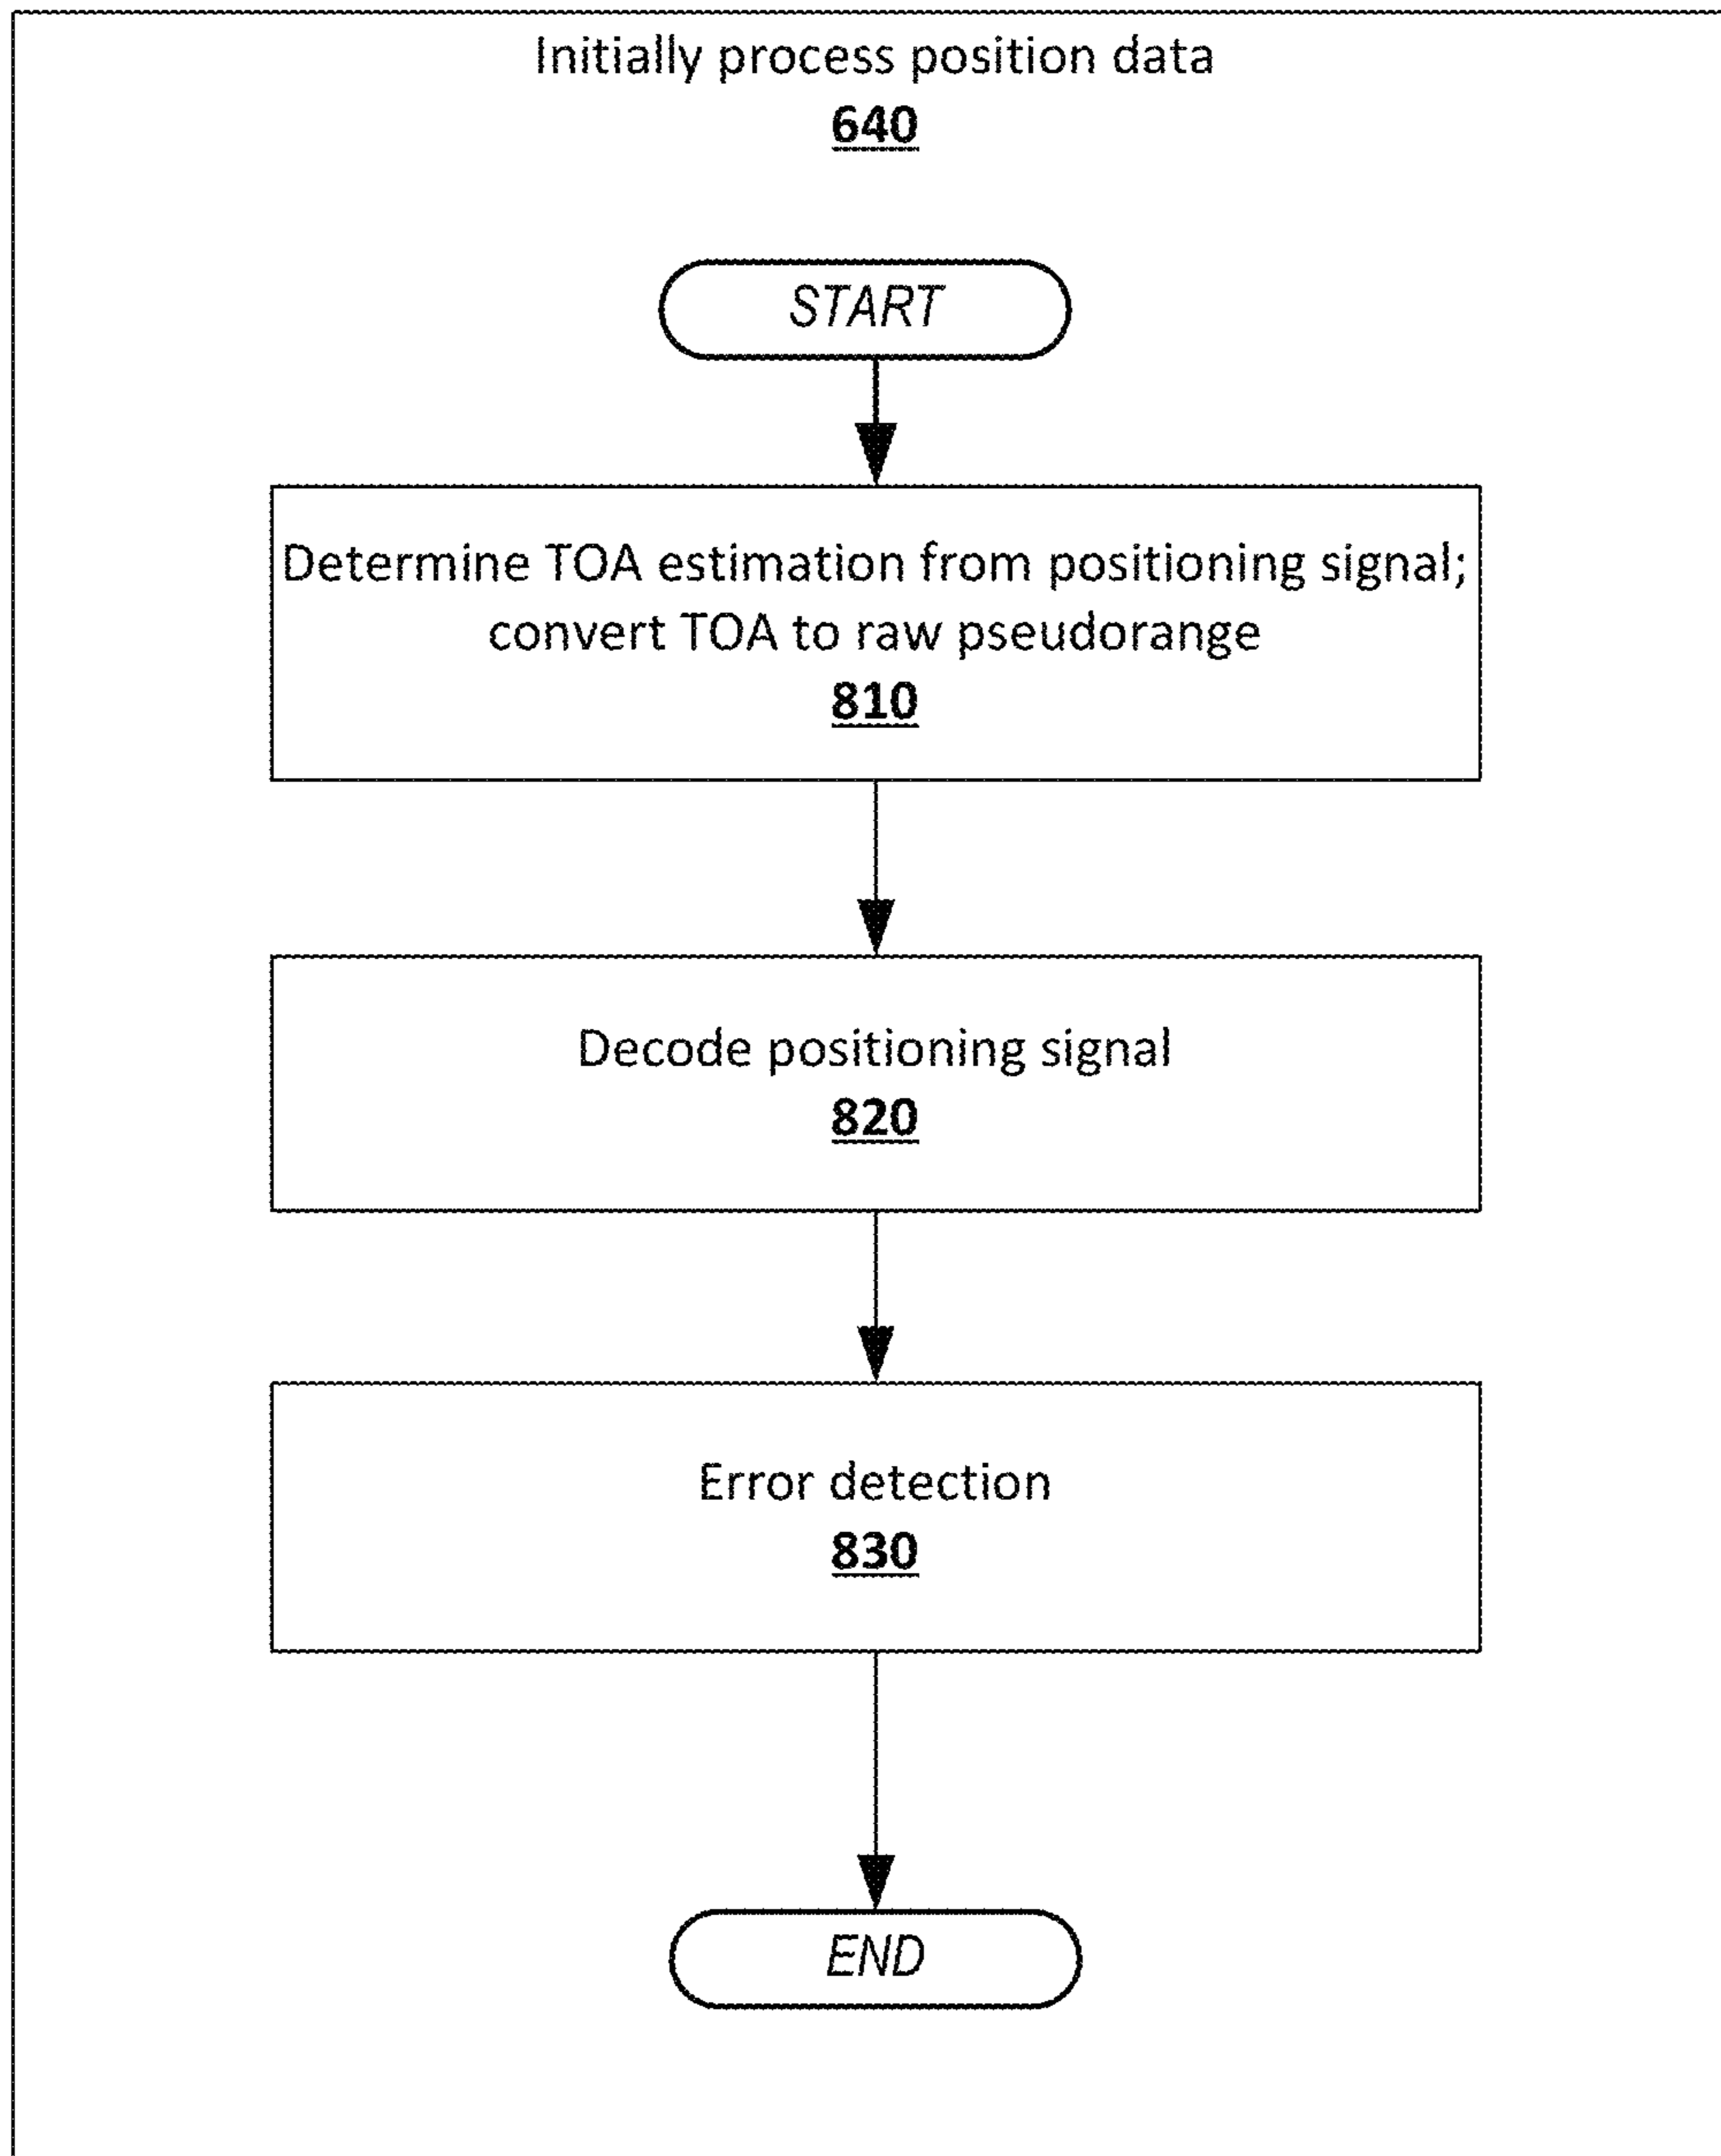 Initially process position data
640
START
Determine TOA estimation from positioning signal;
convert TOA to raw pseudorange
810
Decode positioning signal
820
Error detection
830
END